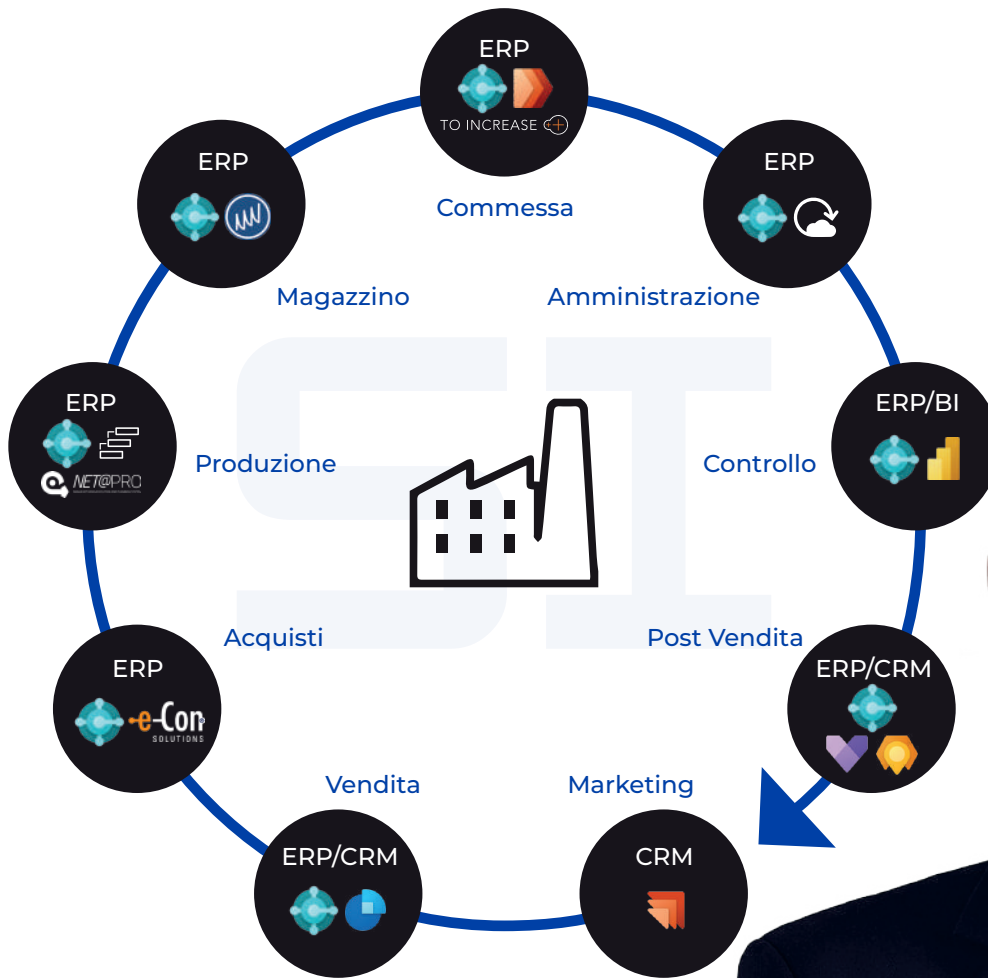 ERP
TO INCREASE
Commessa
ERP
ERP
Magazzino
Amministrazione
SI
ERP
NET@PRO
Produzione
ERP/BI
Controllo
Acquisti
Post Vendita
ERP
e-Con
SOLUTIONS
ERP/CRM
Vendita
Marketing
ERP/CRM
CRM